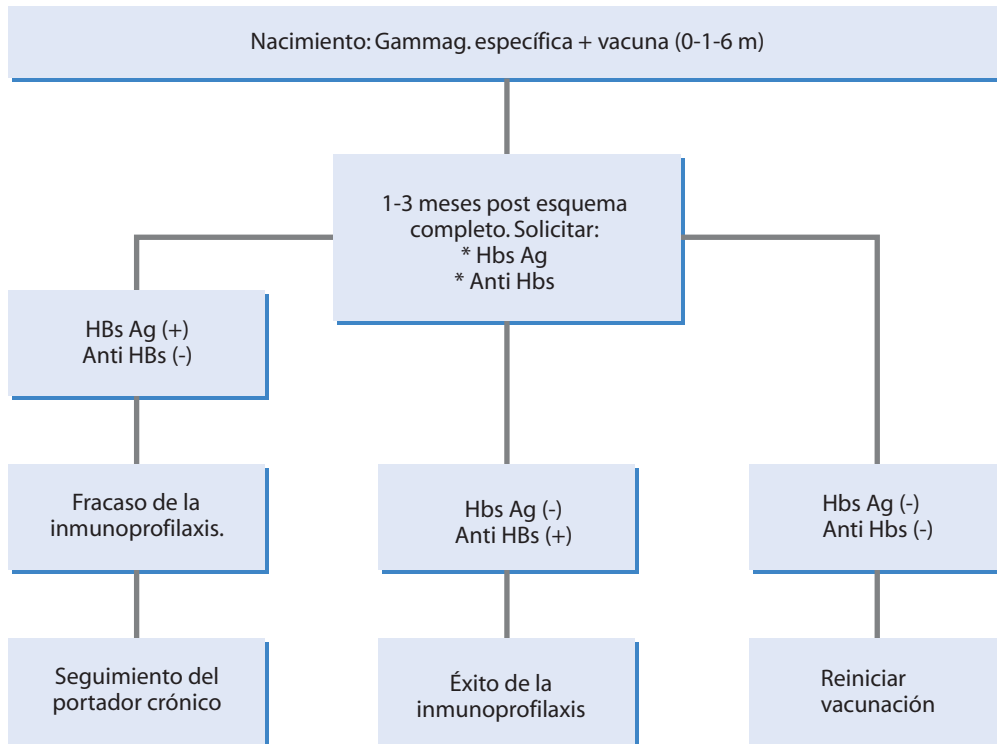 Nacimiento: Gammag. específica + vacuna (0-1-6 m)
1-3 meses post esquema
completo. Solicitar:
* Hbs Ag
* Anti Hbs
HBs Ag (+)
Anti HBs (-)
Fracaso de la
inmunoprofilaxis.
Seguimiento del
portador crónico
Hbs Ag (-)
Anti HBs (+)
Éxito de la
inmunoprofilaxis
Hbs Ag (-)
Anti Hbs (-)
Reiniciar
vacunación